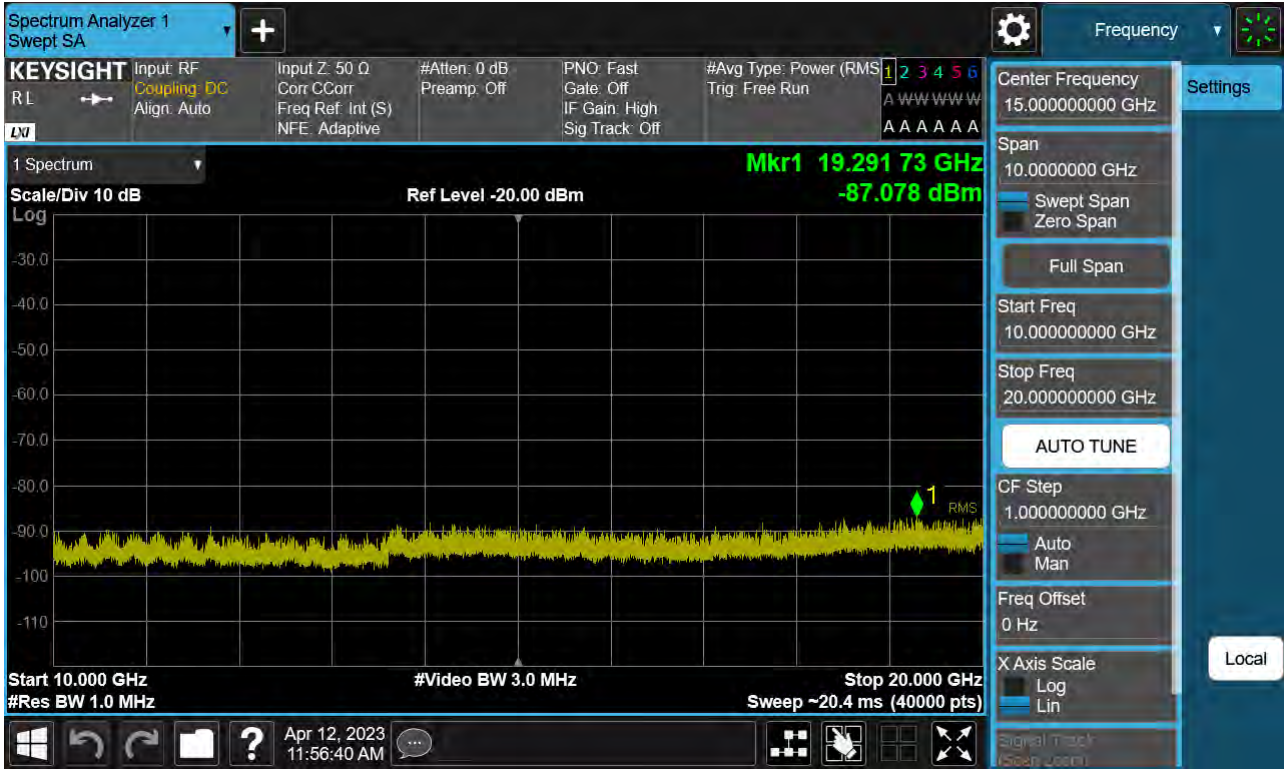 Spectrum Analyzer 1
Swept SA
Frequency
KEYSIGHT
R L
LXI
Input: RF
Coupling: DC
Align: Auto
Input Z: 50 Ω
Corr CCorr
Freq Ref: Int (S)
NFE: Adaptive
#Atten: 0 dB
Preamp: Off
PNO: Fast
Gate: Off
IF Gain: High
Sig Track: Off
#Avg Type: Power (RMS
Trig: Free Run
1 2 3 4 5 6
A W W W W W
A A A A A A
1 Spectrum
Scale/Div 10 dB
Log
Ref Level -20.00 dBm
Mkr1 19.291 73 GHz
-87.078 dBm
-30.0
-40.0
-50.0
-60.0
-70.0
-80.0
-90.0
-100
-110
1
RMS
Start 10.000 GHz
#Res BW 1.0 MHz
#Video BW 3.0 MHz
Stop 20.000 GHz
Sweep ~20.4 ms (40000 pts)
Center Frequency
15.000000000 GHz
Span
10.0000000 GHz
Swept Span
Zero Span
Full Span
Start Freq
10.000000000 GHz
Stop Freq
20.000000000 GHz
AUTO TUNE
CF Step
1.000000000 GHz
Auto
Man
Freq Offset
0 Hz
X Axis Scale
Log
Lin
Signal Track
(Span Zoom)
Settings
Local
?
Apr 12, 2023
11:56:40 AM